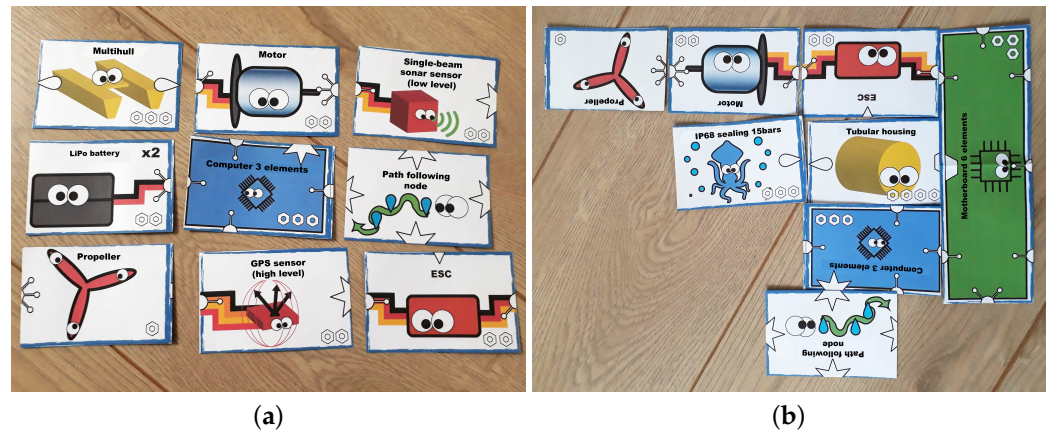 Multihull
Motor
Single-beam
sonar sensor
(low level)
LiPo battery
x2
Computer 3 elements
Path following
node
Propeller
GPS sensor
(high level)
ESC
Propeller
Motor
ESC
Motherboard 6 elements
IP68 sealing 15bars
Tubular housing
Computer 3 elements
Path following
node
(a)
(b)